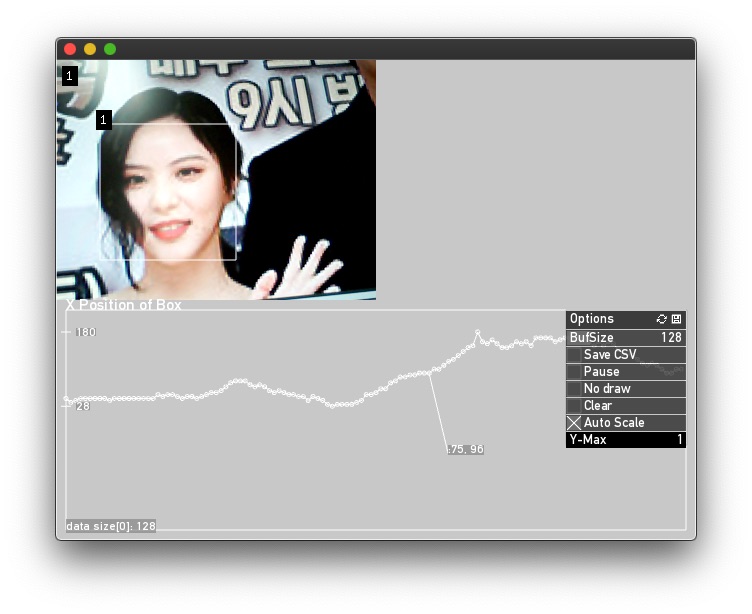 1
9시
1
X Position of Box
180
28
:75, 96
data size[0]: 128
Options
BufSize 128
Save CSV
Pause
No draw
Clear
Auto Scale
Y-Max 1